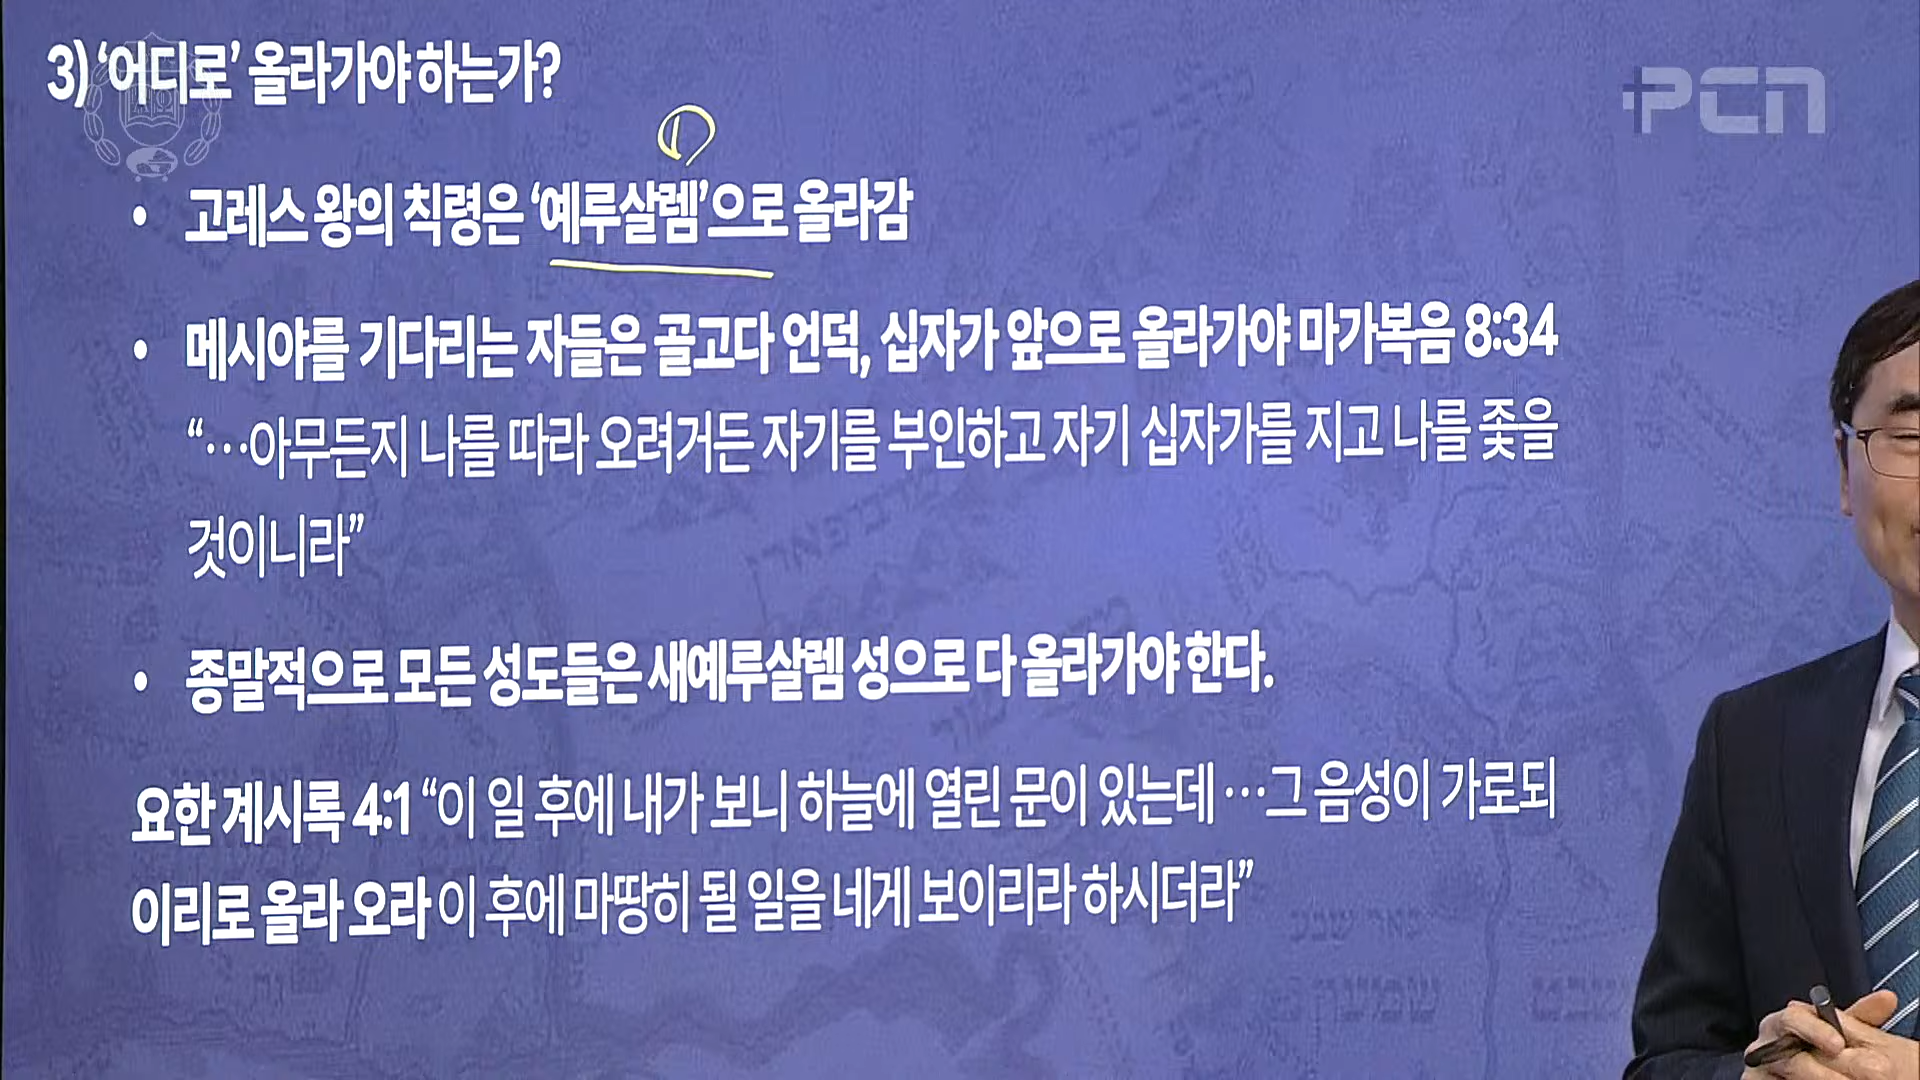 3) ‘어디로’ 올라가야 하는가?
PCN
①
• 고레스 왕의 칙령은 ‘예루살렘’으로 올라감
• 메시야를 기다리는 자들은 골고다 언덕, 십자가 앞으로 올라가야 마가복음 8:34
“…아무든지 나를 따라 오려거든 자기를 부인하고 자기 십자가를 지고 나를 좇을
것이니라”
• 종말적으로 모든 성도들은 새예루살렘 성으로 다 올라가야 한다.
요한 계시록 4:1 “이 일 후에 내가 보니 하늘에 열린 문이 있는데 …그 음성이 가로되
이리로 올라 오라 이 후에 마땅히 될 일을 네게 보이리라 하시더라”